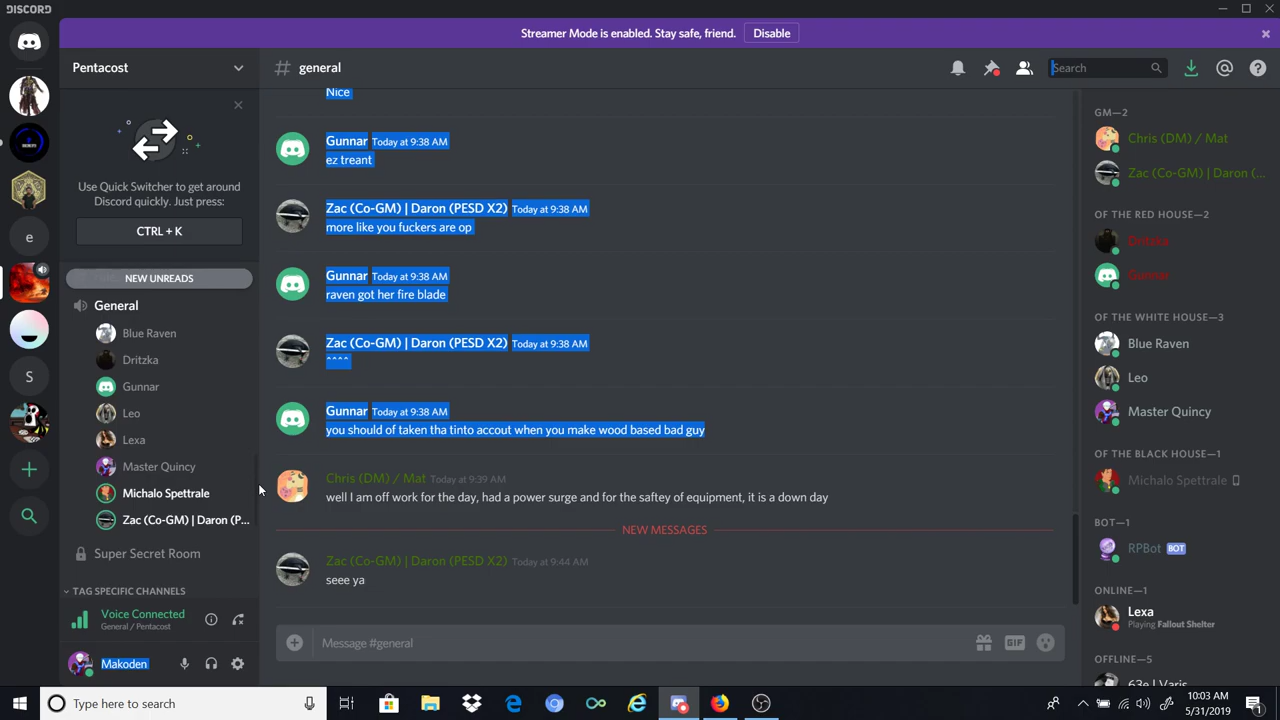 DISCORD
Streamer Mode is enabled. Stay safe, friend.
Disable
Pentacost
# general
Search
Use Quick Switcher to get around
Discord quickly. Just press:
CTRL + K
NEW UNREADS
General
Blue Raven
Dritzka
Gunnar
Leo
Lexa
Master Quincy
Michalo Spettrale
Zac (Co-GM) | Daron (P...
Super Secret Room
TAG SPECIFIC CHANNELS
Voice Connected
General / Pentacost
Makoden
e
S
Nice
Gunnar Today at 9:38 AM
ez treant
Zac (Co-GM) | Daron (PESD X2) Today at 9:38 AM
more like you fuckers are op
Gunnar Today at 9:38 AM
raven got her fire blade
Zac (Co-GM) | Daron (PESD X2) Today at 9:38 AM
^^^^
Gunnar Today at 9:38 AM
you should of taken tha tinto accout when you make wood based bad guy
Chris (DM) / Mat Today at 9:39 AM
well I am off work for the day, had a power surge and for the saftey of equipment, it is a down day
NEW MESSAGES
Zac (Co-GM) | Daron (PESD X2) Today at 9:44 AM
seee ya
Message #general
GIF
GM—2
Chris (DM) / Mat
Zac (Co-GM) | Daron (...
OF THE RED HOUSE—2
Dritzka
Gunnar
OF THE WHITE HOUSE—3
Blue Raven
Leo
Master Quincy
OF THE BLACK HOUSE—1
Michalo Spettrale
BOT—1
RPBot BOT
ONLINE—1
Lexa
Playing Fallout Shelter
OFFLINE—5
63e | Varis
Type here to search
10:03 AM
5/31/2019